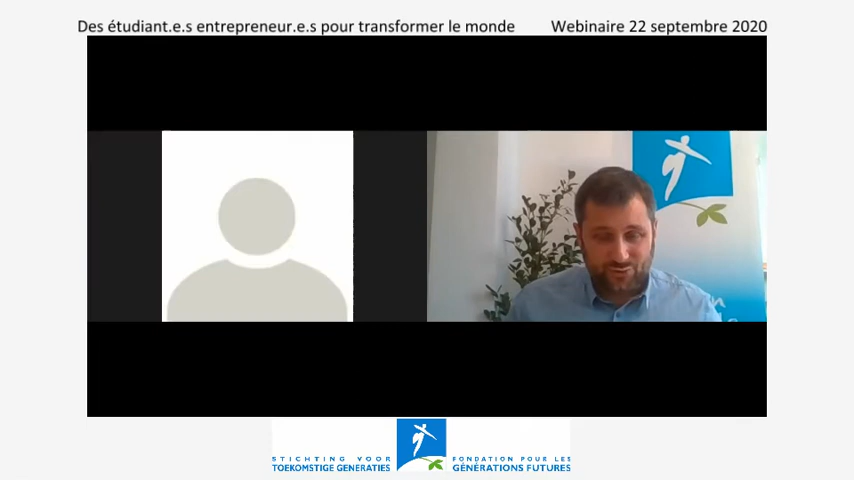 Des étudiant.e.s entrepreneur.e.s pour transformer le monde
Webinaire 22 septembre 2020
STICHTING VOOR
TOEKOMSTIGE GENERATIES
FONDATION POUR LES
GÉNÉRATIONS FUTURES